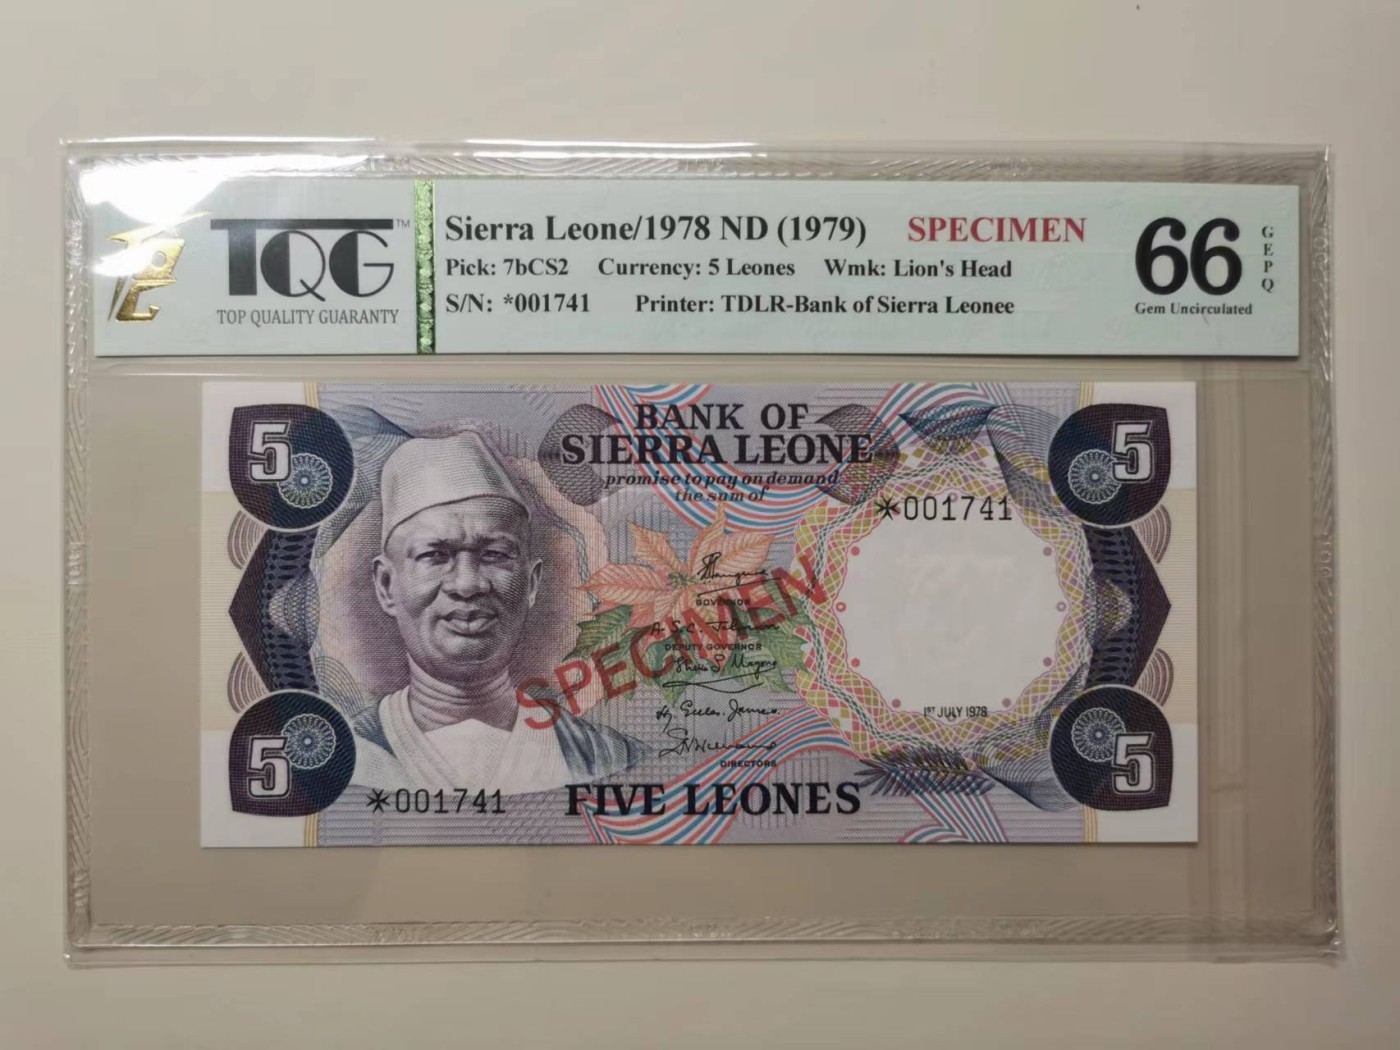 TQG™
TOP QUALITY GUARANTY
Sierra Leone/1978 ND (1979) SPECIMEN
Pick: 7bCS2 Currency: 5 Leones Wmk: Lion's Head
S/N: *001741 Printer: TDLR-Bank of Sierra Leonee
66
GEPQ
Gem Uncirculated
5
BANK OF
SIERRA LEONE
promise to pay on demand
the sum of
5
*001741
GOVERNOR
DEPUTY GOVERNOR
SPECIMEN
1ST JULY 1978
DIRECTORS
5
*001741
FIVE LEONES
5